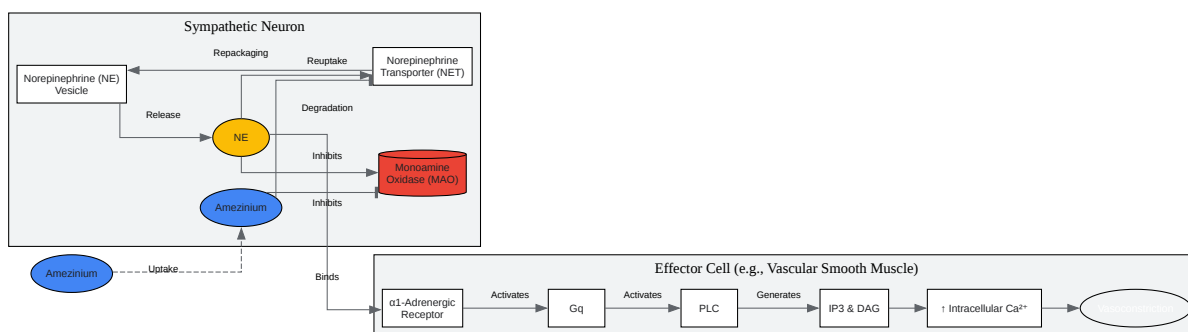 Sympathetic Neuron
Repackaging
Norepinephrine (NE)
Vesicle
Reuptake
Norepinephrine
Transporter (NET)
Release
Degradation
NE
Inhibits
Monoamine
Oxidase (MAO)
Amezinium
Inhibits
Amezinium
Uptake
Binds
Effector Cell (e.g., Vascular Smooth Muscle)
α1-Adrenergic
Receptor
Activates
Gq
Activates
PLC
Generates
IP3 & DAG
↑ Intracellular Ca²⁺
Vasoconstriction